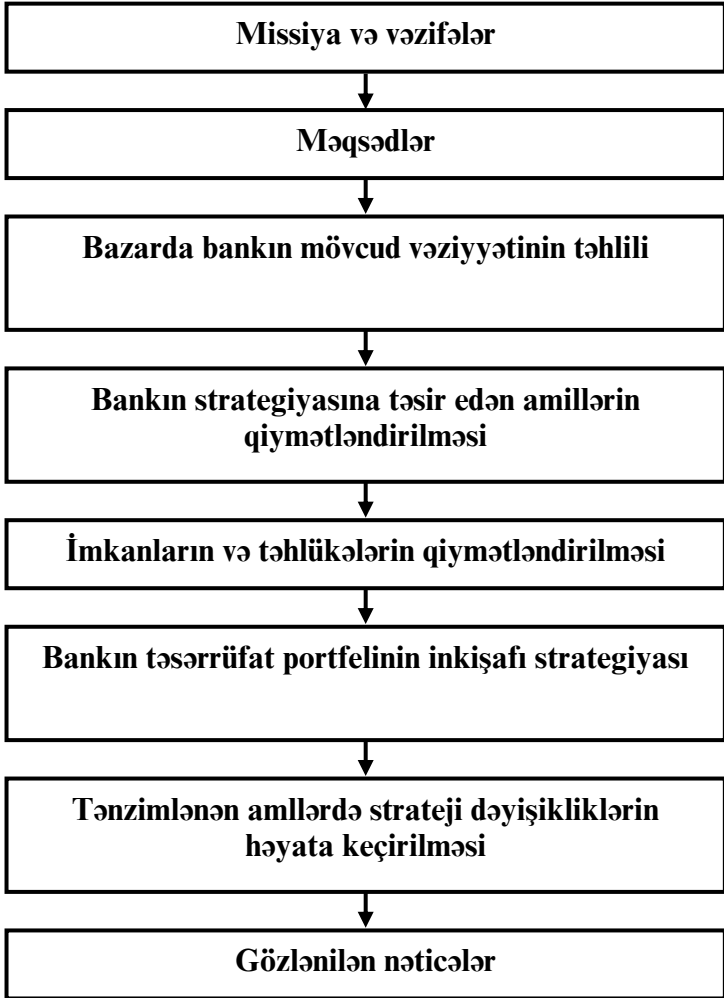 Missiya və vəzifələr
Məqsədlər
Bazarda bankın mövcud vəziyyətinin təhlili
Bankın strategiyasına təsir edən amillərin
qiymətləndirilməsi
İmkanların və təhlükələrin qiymətləndirilməsi
Bankın təsərrüfat portfelinin inkişafı strategiyası
Tənzimlənən amllərdə strateji dəyişikliklərin
həyata keçirilməsi
Gözlənilən nəticələr